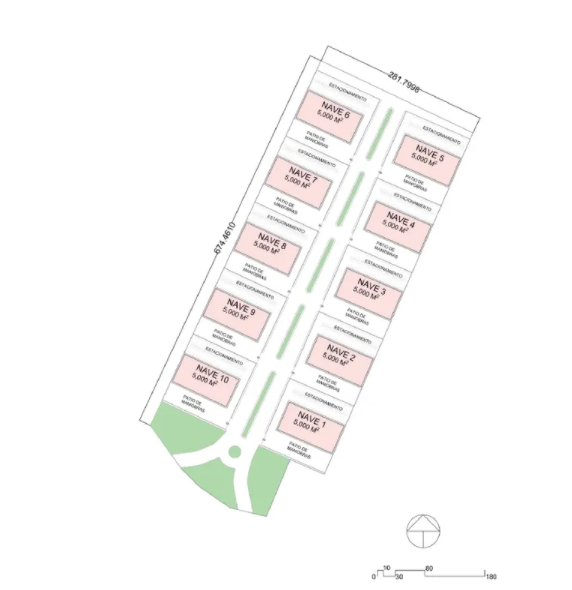 281.7998
674.4610
ESTACIONAMIENTO
NAVE 6
5,000 M²
PATIO DE
MANIOBRAS
ESTACIONAMIENTO
NAVE 5
5,000 M²
PATIO DE
MANIOBRAS
ESTACIONAMIENTO
NAVE 7
5,000 M²
PATIO DE
MANIOBRAS
ESTACIONAMIENTO
NAVE 4
5,000 M²
PATIO DE
MANIOBRAS
ESTACIONAMIENTO
NAVE 8
5,000 M²
PATIO DE
MANIOBRAS
ESTACIONAMIENTO
NAVE 3
5,000 M²
PATIO DE
MANIOBRAS
ESTACIONAMIENTO
NAVE 9
5,000 M²
PATIO DE
MANIOBRAS
ESTACIONAMIENTO
NAVE 2
5,000 M²
PATIO DE
MANIOBRAS
ESTACIONAMIENTO
NAVE 10
5,000 M²
PATIO DE
MANIOBRAS
ESTACIONAMIENTO
NAVE 1
5,000 M²
PATIO DE
MANIOBRAS
0 10 30 80 180